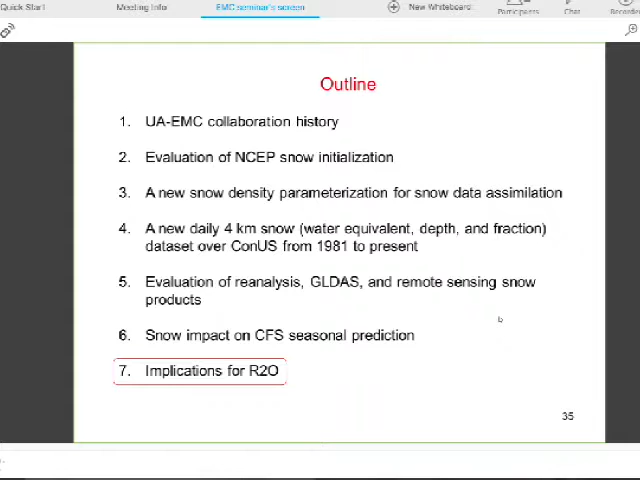 Quick Start Meeting Info EMC seminar's screen New Whiteboard Participants Chat Recorder
Outline
1. UA-EMC collaboration history
2. Evaluation of NCEP snow initialization
3. A new snow density parameterization for snow data assimilation
4. A new daily 4 km snow (water equivalent, depth, and fraction)
dataset over ConUS from 1981 to present
5. Evaluation of reanalysis, GLDAS, and remote sensing snow
products
6. Snow impact on CFS seasonal prediction
7. Implications for R2O
35